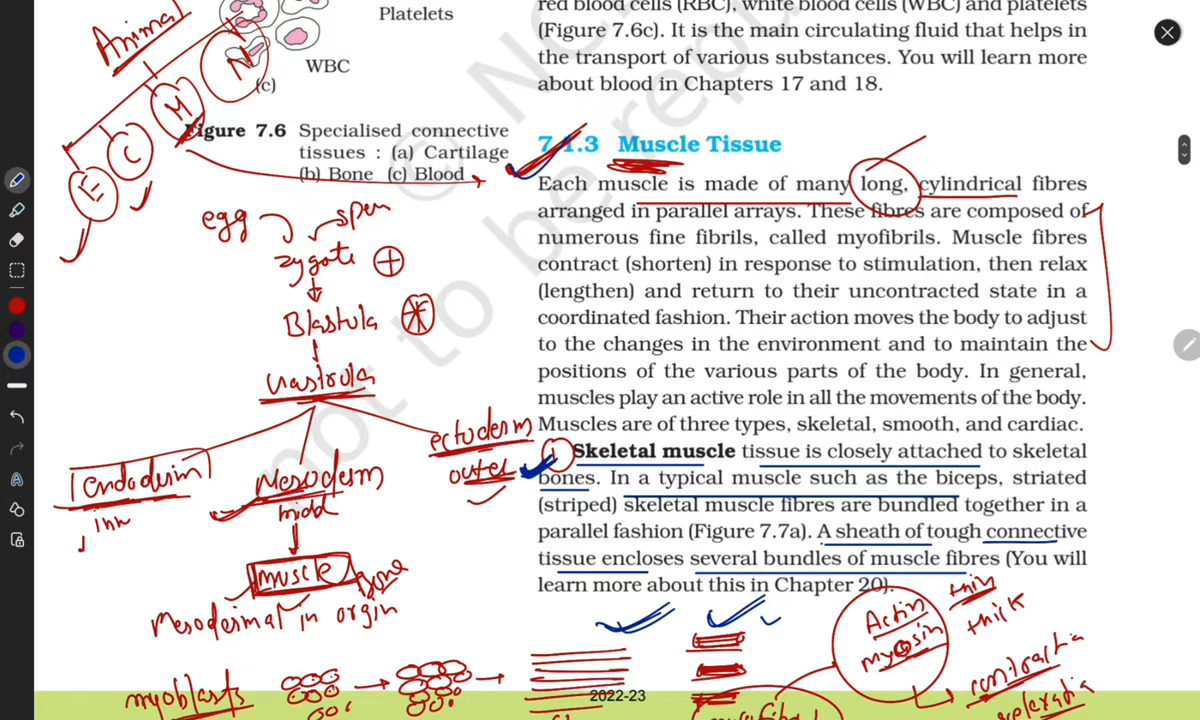 Animal
N
M
C
E
Platelets
WBC
(c)
Figure 7.6 Specialised connective
tissues : (a) Cartilage
(b) Bone (c) Blood
egg
spem
zygote
Blastula
Gastrula
Endoderm
Mesoderm
midd
ectoderm
outer
inn
muscle
bone
Mesodermal in orgin
myoblasts
red blood cells (RBC), white blood cells (WBC) and platelets
(Figure 7.6c). It is the main circulating fluid that helps in
the transport of various substances. You will learn more
about blood in Chapters 17 and 18.
7.1.3 Muscle Tissue
Each muscle is made of many long, cylindrical fibres
arranged in parallel arrays. These fibres are composed of
numerous fine fibrils, called myofibrils. Muscle fibres
contract (shorten) in response to stimulation, then relax
(lengthen) and return to their uncontracted state in a
coordinated fashion. Their action moves the body to adjust
to the changes in the environment and to maintain the
positions of the various parts of the body. In general,
muscles play an active role in all the movements of the body.
Muscles are of three types, skeletal, smooth, and cardiac.
1 Skeletal muscle tissue is closely attached to skeletal
bones. In a typical muscle such as the biceps, striated
(striped) skeletal muscle fibres are bundled together in a
parallel fashion (Figure 7.7a). A sheath of tough connective
tissue encloses several bundles of muscle fibres (You will
learn more about this in Chapter 20).
Actin
myosin
thin
thick
2022-23
© NC
not to be repu